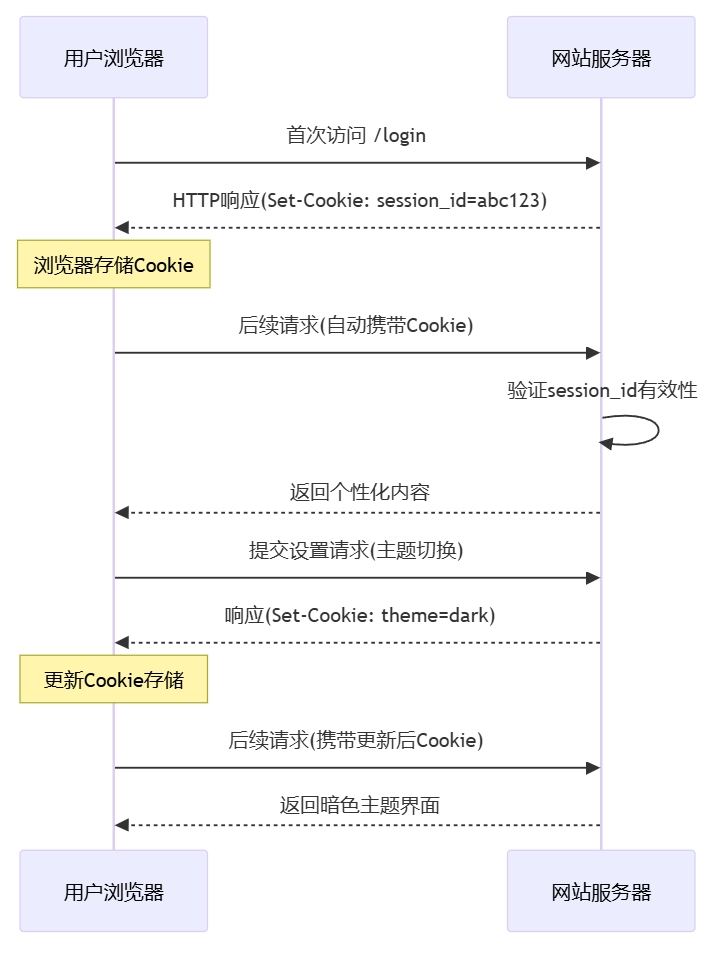 用户浏览器
网站服务器
首次访问 /login
HTTP响应(Set-Cookie: session_id=abc123)
浏览器存储Cookie
后续请求(自动携带Cookie)
验证session_id有效性
返回个性化内容
提交设置请求(主题切换)
响应(Set-Cookie: theme=dark)
更新Cookie存储
后续请求(携带更新后Cookie)
返回暗色主题界面
用户浏览器
网站服务器